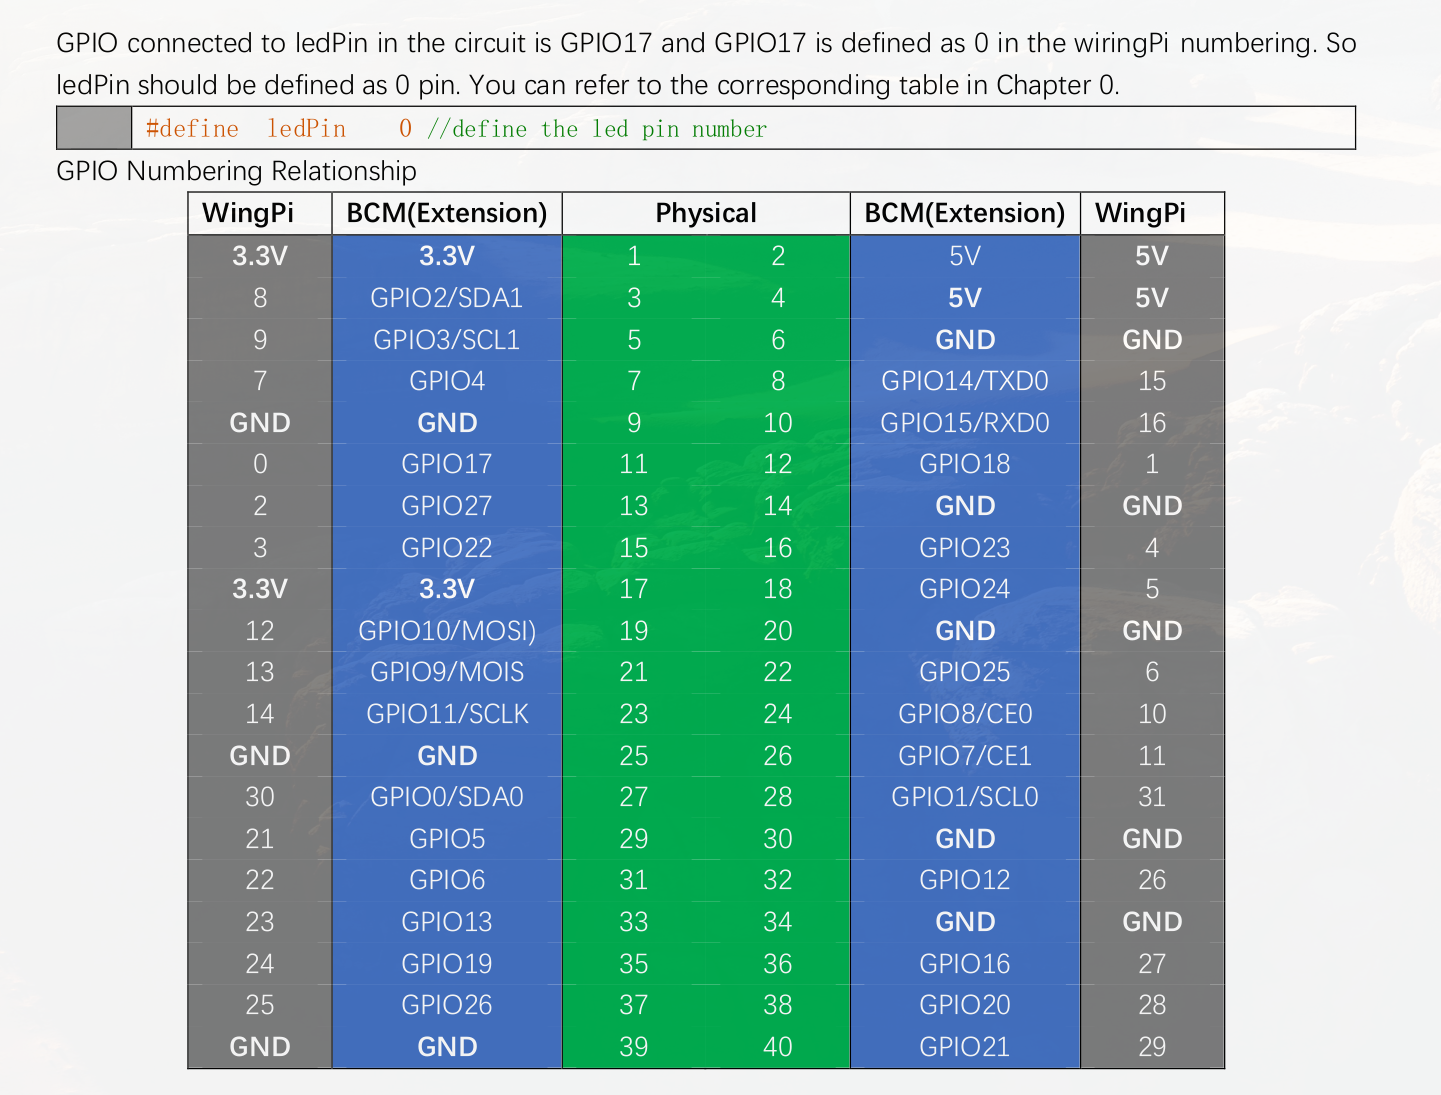 GPIO connected to ledPin in the circuit is GPIO17 and GPIO17 is defined as 0 in the wiringPi numbering. So
ledPin should be defined as 0 pin. You can refer to the corresponding table in Chapter 0.
#define ledPin 0 //define the led pin number
GPIO Numbering Relationship
WingPi BCM(Extension) Physical BCM(Extension) WingPi
3.3V 3.3V 1 2 5V 5V
8 GPIO2/SDA1 3 4 5V 5V
9 GPIO3/SCL1 5 6 GND GND
7 GPIO4 7 8 GPIO14/TXD0 15
GND GND 9 10 GPIO15/RXD0 16
0 GPIO17 11 12 GPIO18 1
2 GPIO27 13 14 GND GND
3 GPIO22 15 16 GPIO23 4
3.3V 3.3V 17 18 GPIO24 5
12 GPIO10/MOSI) 19 20 GND GND
13 GPIO9/MOIS 21 22 GPIO25 6
14 GPIO11/SCLK 23 24 GPIO8/CE0 10
GND GND 25 26 GPIO7/CE1 11
30 GPIO0/SDA0 27 28 GPIO1/SCL0 31
21 GPIO5 29 30 GND GND
22 GPIO6 31 32 GPIO12 26
23 GPIO13 33 34 GND GND
24 GPIO19 35 36 GPIO16 27
25 GPIO26 37 38 GPIO20 28
GND GND 39 40 GPIO21 29